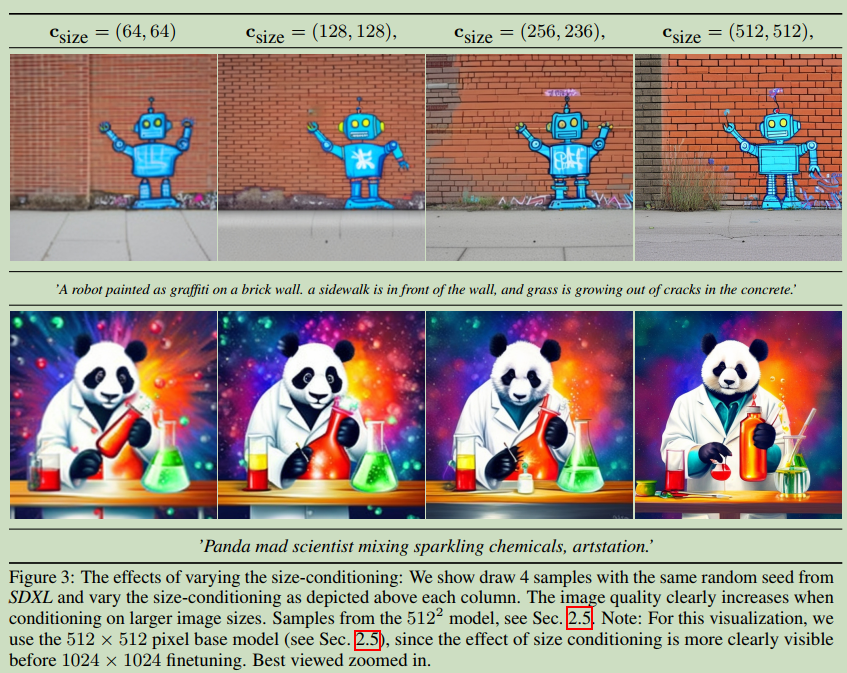 c_size = (64, 64) c_size = (128, 128), c_size = (256, 236), c_size = (512, 512),
'A robot painted as graffiti on a brick wall. a sidewalk is in front of the wall, and grass is growing out of cracks in the concrete.'
'Panda mad scientist mixing sparkling chemicals, artstation.'
Figure 3: The effects of varying the size-conditioning: We show draw 4 samples with the same random seed from
SDXL and vary the size-conditioning as depicted above each column. The image quality clearly increases when
conditioning on larger image sizes. Samples from the 512² model, see Sec. 2.5. Note: For this visualization, we
use the 512 × 512 pixel base model (see Sec. 2.5), since the effect of size conditioning is more clearly visible
before 1024 × 1024 finetuning. Best viewed zoomed in.